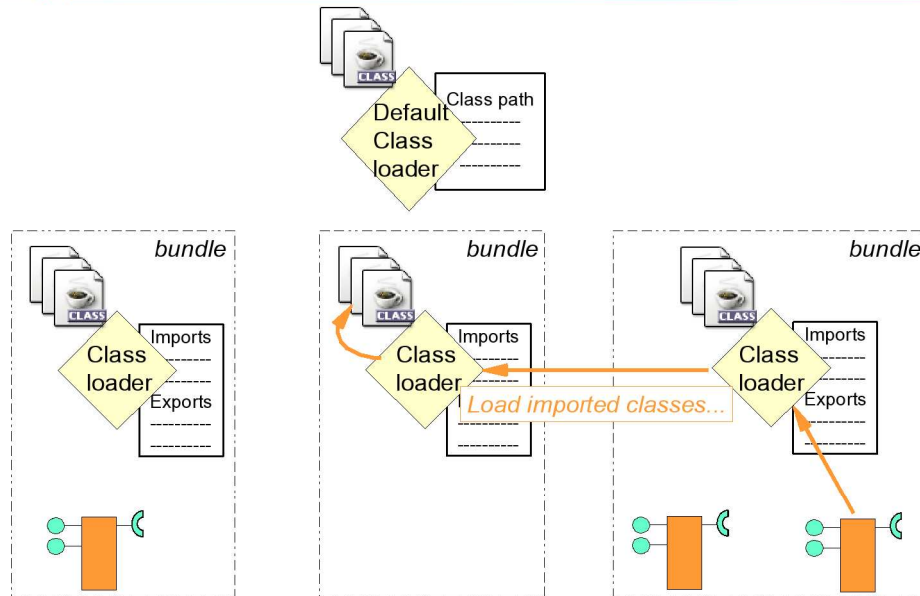 CLASS
Class path
Default
Class
loader
bundle
CLASS
Imports
Class
loader
Exports
bundle
CLASS
Imports
Class
loader
Load imported classes...
bundle
CLASS
Imports
Class
loader
Exports